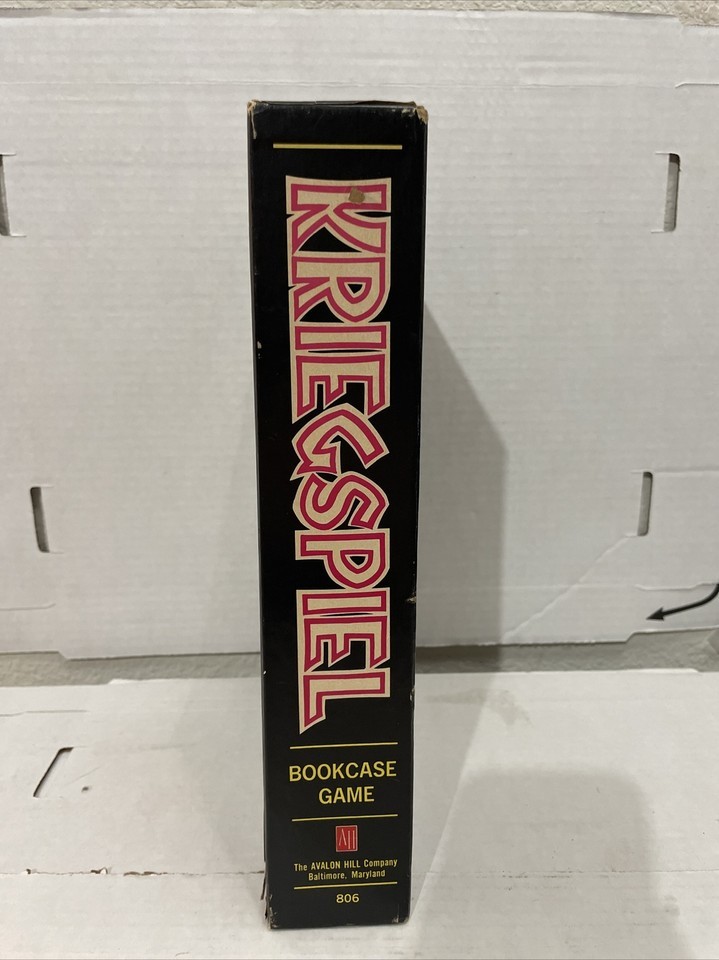 KRIEGSPIEL
BOOKCASE
GAME
AH
The AVALON HILL Company
Baltimore, Maryland
806